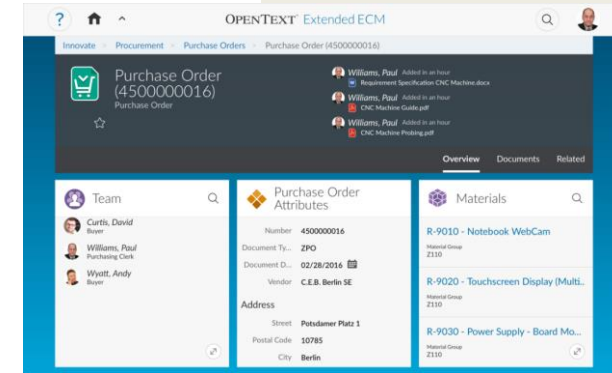 ?
OPENTEXT Extended ECM
Innovate > Procurement > Purchase Orders > Purchase Order (4500000016)
Purchase Order
(4500000016)
Purchase Order
Williams, Paul Added in an hour
Requirement Specification CNC Machine.docx
Williams, Paul Added in an hour
CNC Machine Guide.pdf
Williams, Paul Added in an hour
CNC Machine Probing.pdf
Overview Documents Related
Team
Curtis, David
Buyer
Williams, Paul
Purchasing Clerk
Wyatt, Andy
Buyer
Purchase Order
Attributes
Number 4500000016
Document Ty... ZPO
Document D... 02/28/2016
Vendor C.E.B. Berlin SE
Address
Street Potsdamer Platz 1
Postal Code 10785
City Berlin
Materials
R-9010 - Notebook WebCam
Material Group
Z110
R-9020 - Touchscreen Display (Multi..
Material Group
Z110
R-9030 - Power Supply - Board Mo...
Material Group
Z110